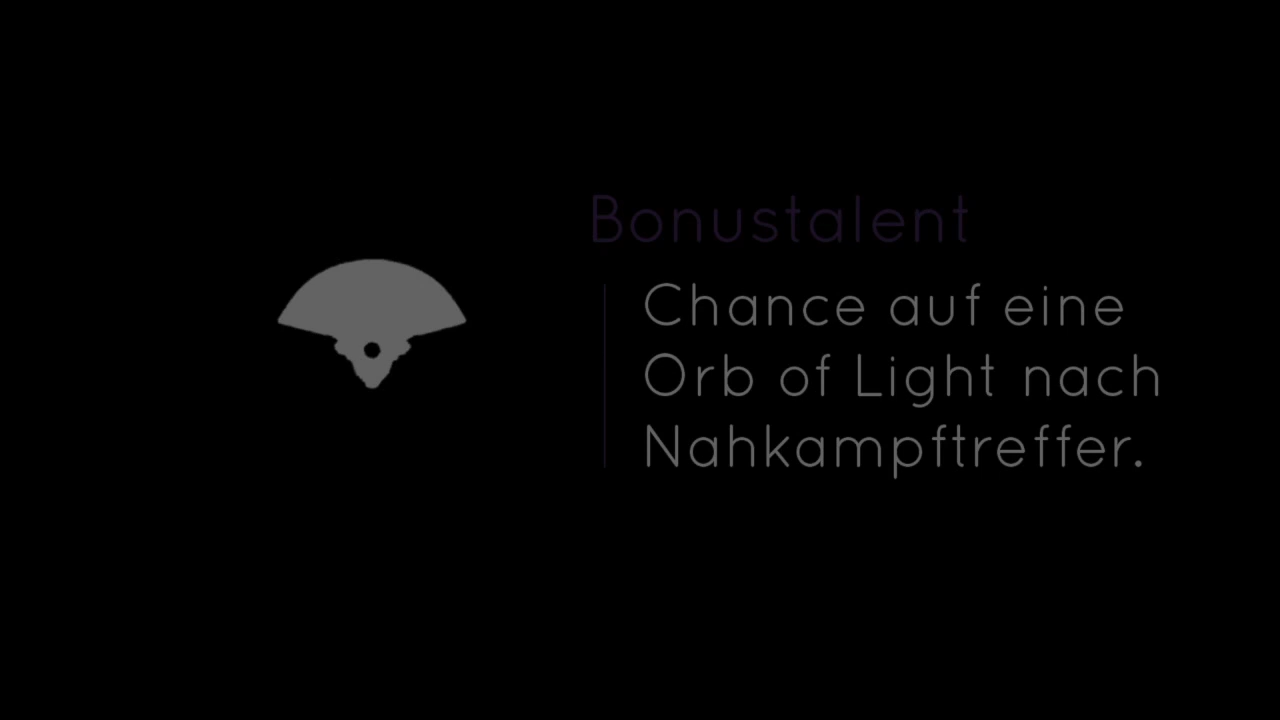 Bonustalent
Chance auf eine
Orb of Light nach
Nahkampftreffer.